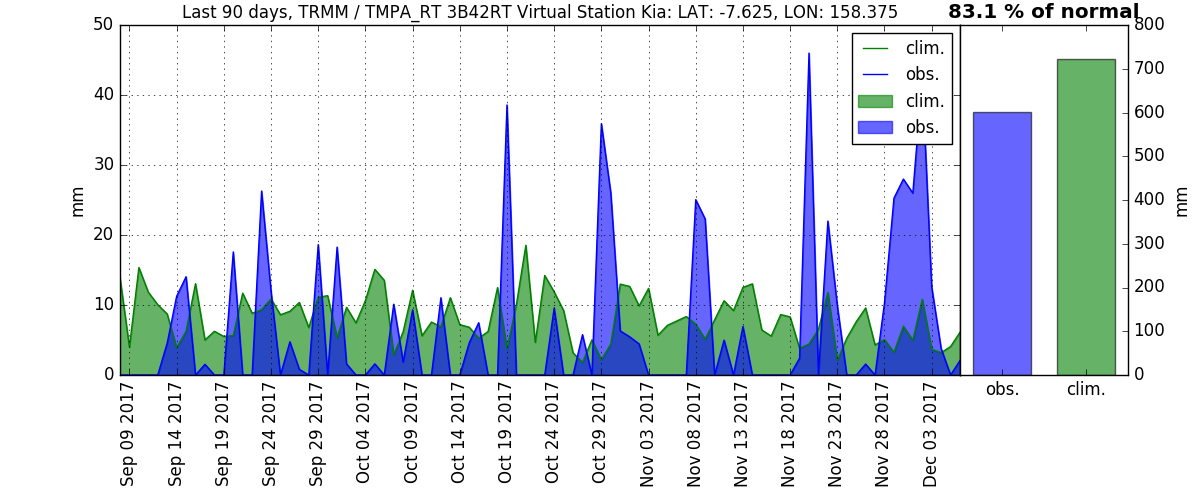 Last 90 days, TRMM / TMPA_RT 3B42RT Virtual Station Kia: LAT: -7.625, LON: 158.375
83.1 % of normal
50
40
30
20
10
0
mm
clim.
obs.
clim.
obs.
800
700
600
500
400
300
200
100
0
mm
obs.
clim.
Sep 09 2017
Sep 14 2017
Sep 19 2017
Sep 24 2017
Sep 29 2017
Oct 04 2017
Oct 09 2017
Oct 14 2017
Oct 19 2017
Oct 24 2017
Oct 29 2017
Nov 03 2017
Nov 08 2017
Nov 13 2017
Nov 18 2017
Nov 23 2017
Nov 28 2017
Dec 03 2017